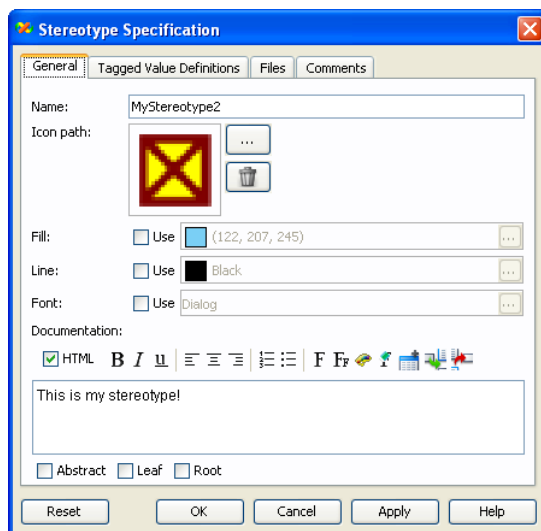 Stereotype Specification
General Tagged Value Definitions Files Comments
Name: MyStereotype2
Icon path: ...
Fill: Use (122, 207, 245) ...
Line: Use Black ...
Font: Use Dialog ...
Documentation:
HTML B I u F FF
This is my stereotype!
Abstract Leaf Root
Reset OK Cancel Apply Help